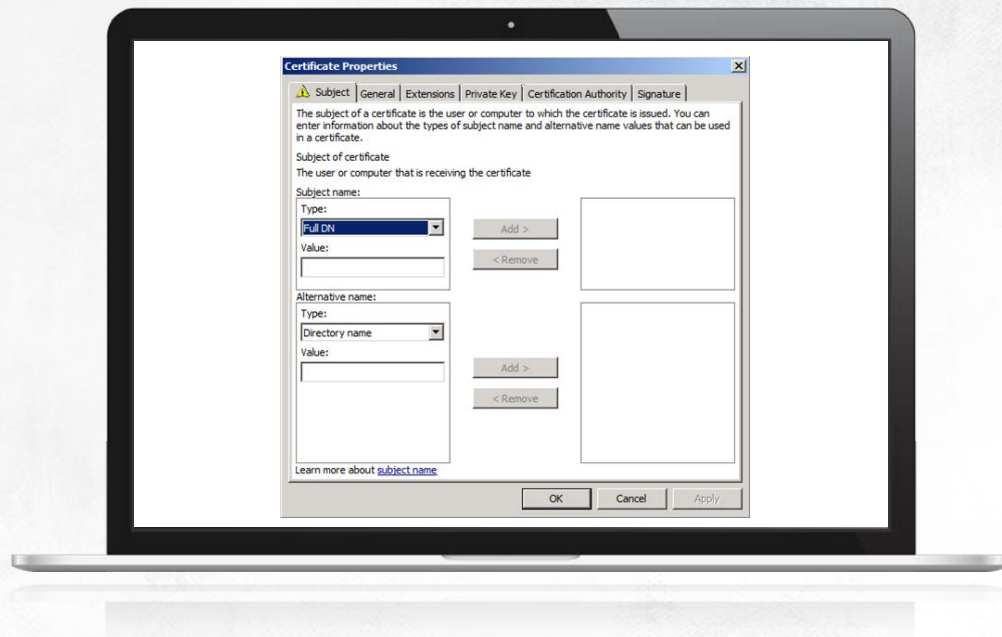 Certificate Properties
Subject General Extensions Private Key Certification Authority Signature
The subject of a certificate is the user or computer to which the certificate is issued. You can
enter information about the types of subject name and alternative name values that can be used
in a certificate.
Subject of certificate
The user or computer that is receiving the certificate
Subject name:
Type:
Full DN
Add >
Value:
< Remove
Alternative name:
Type:
Directory name
Value:
Add >
< Remove
Learn more about subject name
OK Cancel Apply